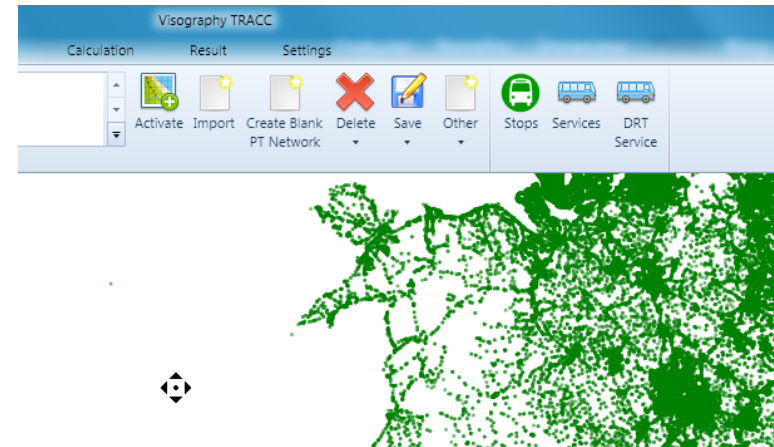 Visography TRACC
Calculation Result Settings
Activate Import Create Blank PT Network Delete Save Other Stops Services DRT Service